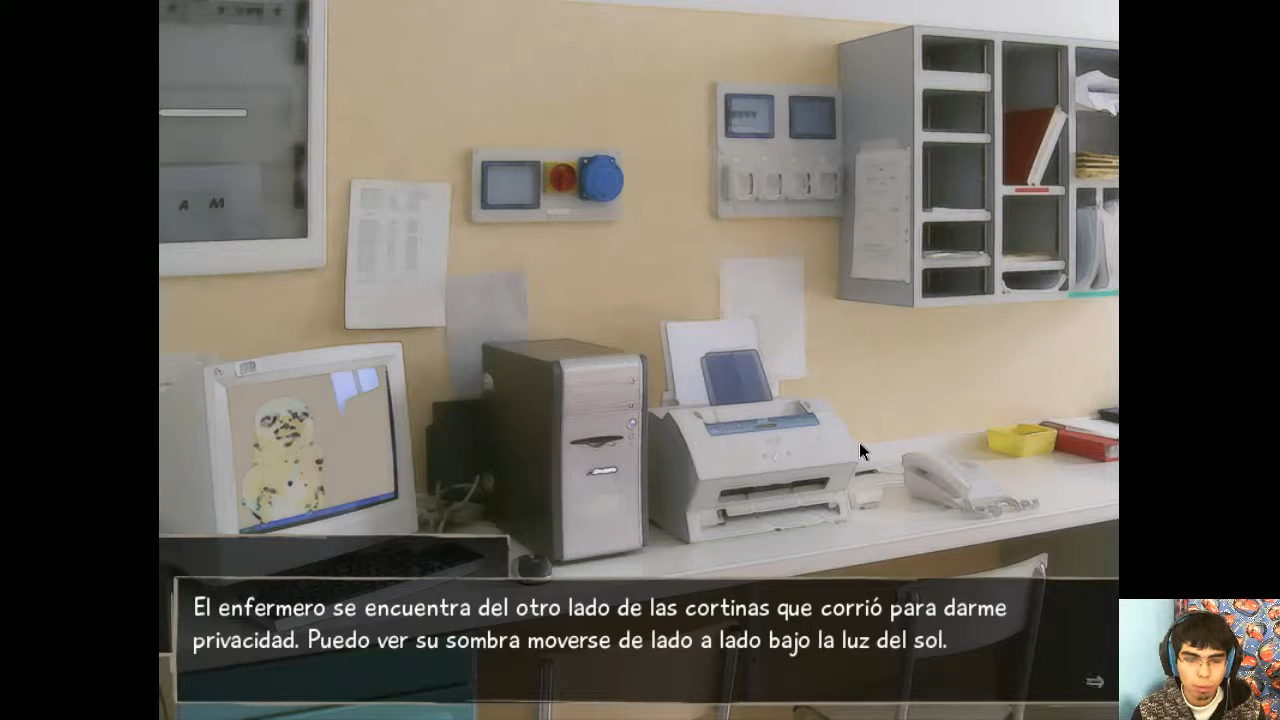 A M
El enfermero se encuentra del otro lado de las cortinas que corrió para darme
privacidad. Puedo ver su sombra moverse de lado a lado bajo la luz del sol.